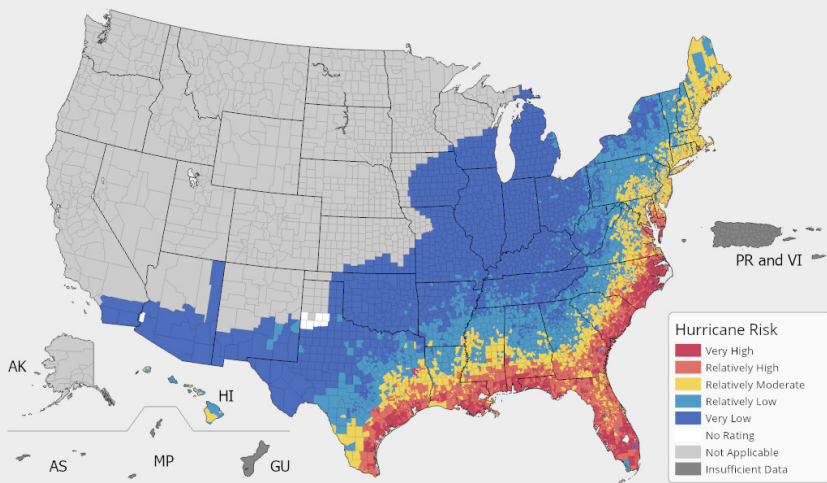 PR and VI
AK
HI
AS
MP
GU
Hurricane Risk
Very High
Relatively High
Relatively Moderate
Relatively Low
Very Low
No Rating
Not Applicable
Insufficient Data